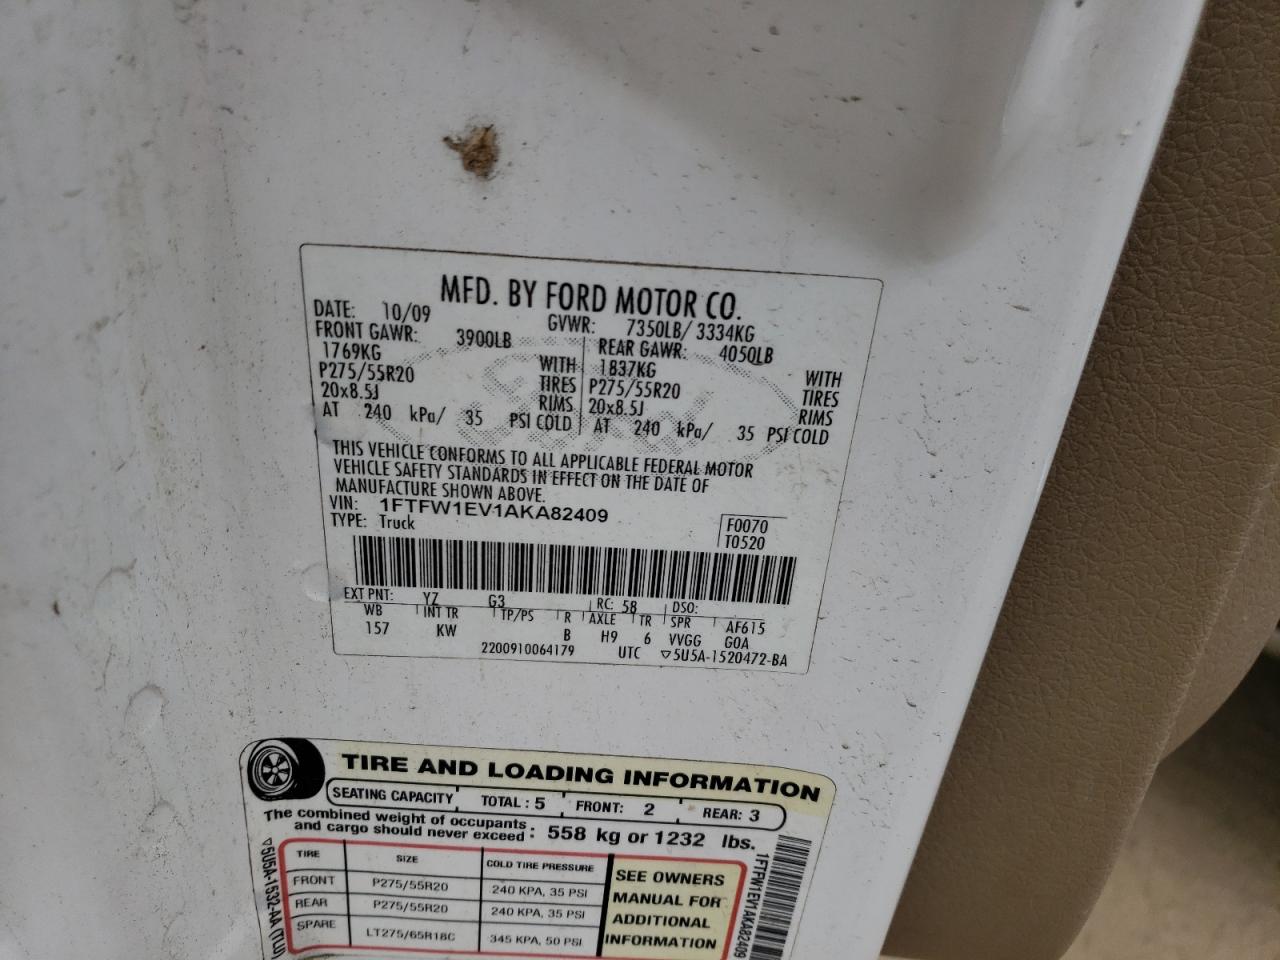 MFD. BY FORD MOTOR CO.
DATE: 10/09 GVWR: 7350LB/ 3334KG
FRONT GAWR: 3900LB REAR GAWR: 4050LB
1769KG WITH 1837KG WITH
P275/55R20 TIRES P275/55R20 TIRES
20x8.5J RIMS 20x8.5J RIMS
AT 240 kPa/ 35 PSI COLD AT 240 kPa/ 35 PSI COLD
THIS VEHICLE CONFORMS TO ALL APPLICABLE FEDERAL MOTOR
VEHICLE SAFETY STANDARDS IN EFFECT ON THE DATE OF
MANUFACTURE SHOWN ABOVE.
VIN: 1FTFW1EV1AKA82409
TYPE: Truck
F0070
T0520
EXT PNT: YZ G3 RC: 58 DSO:
WB INT TR TP/PS R AXLE TR SPR AF615
157 KW B H9 6 VVGG G0A
2200910064179 UTC ▽5U5A-1520472-BA
TIRE AND LOADING INFORMATION
SEATING CAPACITY TOTAL : 5 FRONT: 2 REAR: 3
The combined weight of occupants
and cargo should never exceed : 558 kg or 1232 lbs.
TIRE SIZE COLD TIRE PRESSURE
FRONT P275/55R20 240 KPA, 35 PSI
REAR P275/55R20 240 KPA, 35 PSI
SPARE LT275/65R18C 345 KPA, 50 PSI
SEE OWNERS
MANUAL FOR
ADDITIONAL
INFORMATION
▽5U5A-1532-AA (TLU)
1FTFW1EV1AKA82409